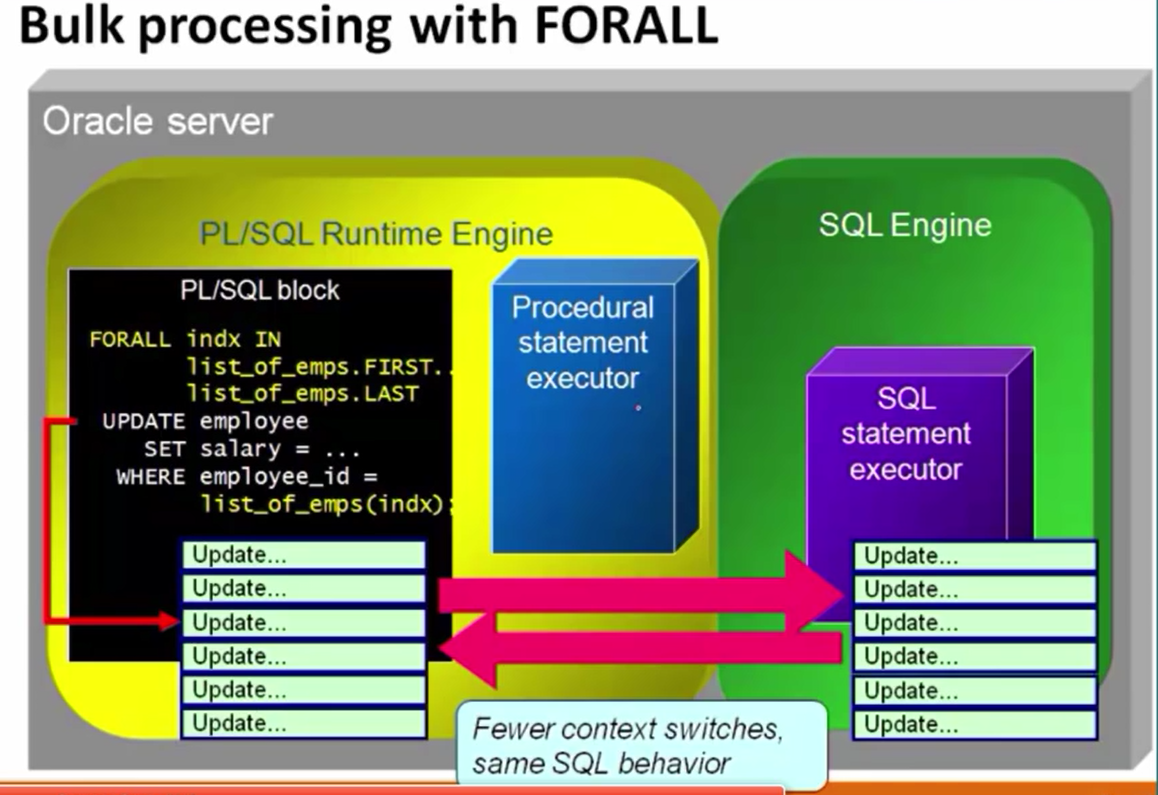 Bulk processing with FORALL
Oracle server
PL/SQL Runtime Engine
PL/SQL block
FORALL indx IN
list_of_emps.FIRST..
list_of_emps.LAST
UPDATE employee
SET salary = ...
WHERE employee_id =
list_of_emps(indx);
Update...
Update...
Update...
Update...
Update...
Update...
Procedural
statement
executor
SQL Engine
SQL
statement
executor
Update...
Update...
Update...
Update...
Update...
Update...
Fewer context switches,
same SQL behavior